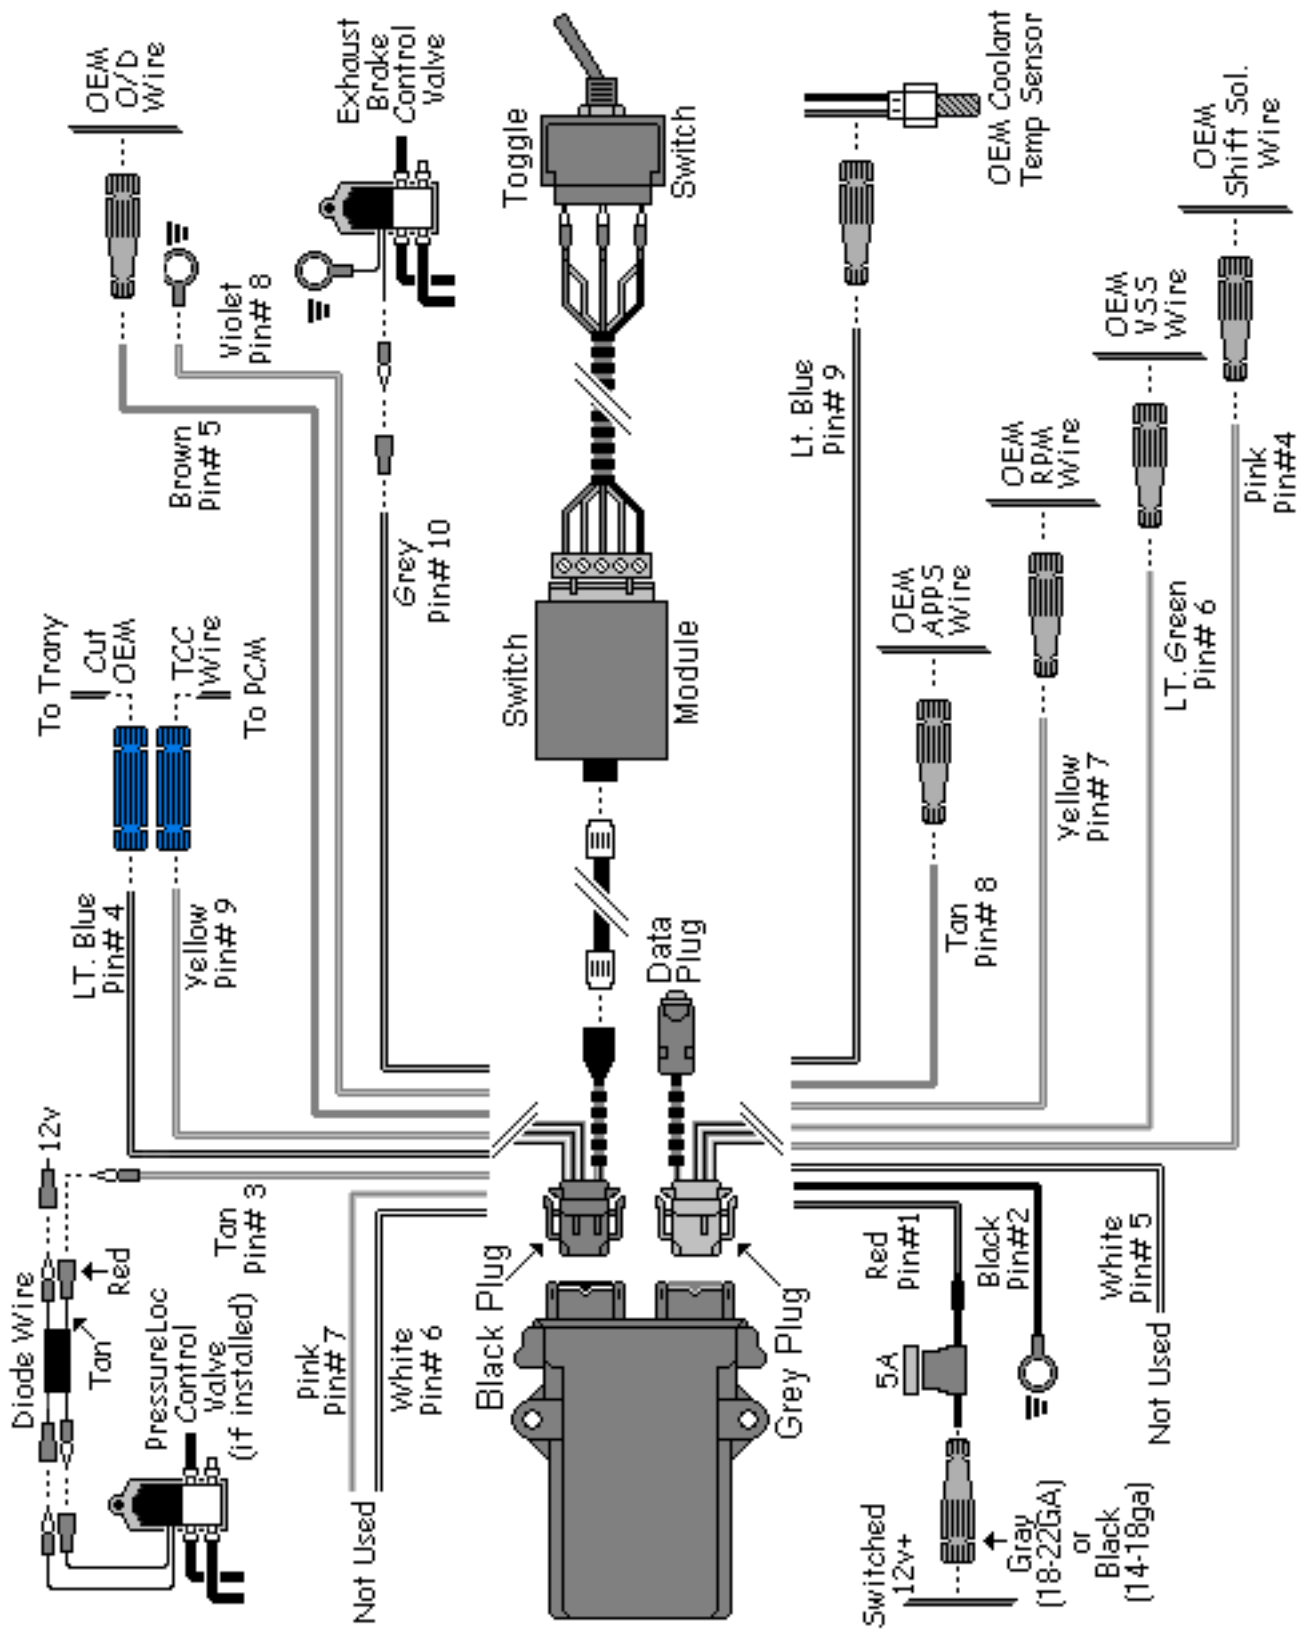 Diode Wire
12v
Red
Tan
PressureLoc
Control
Valve
(if installed)
Tan
Pin# 3
Pink
Pin#7
White
Pin# 6
Not Used
LT. Blue
Pin# 4
Yellow
Pin# 9
To Trany
Cut
OEM
TCC
Wire
To PCM
Brown
Pin# 5
Violet
Pin# 8
OEM
O/D
Wire
Grey
Pin# 10
Exhaust
Brake
Control
Valve
Black Plug
Grey Plug
Data
Plug
Switch
Module
Toggle
Switch
Switched
12v+
5A
Gray
(18-22GA)
or
Black
(14-18ga)
Red
Pin#1
Black
Pin#2
White
Pin# 5
Not Used
Lt. Blue
Pin# 9
OEM Coolant
Temp Sensor
Tan
Pin# 8
OEM
APPS
Wire
Yellow
Pin# 7
OEM
RPM
Wire
LT. Green
Pin# 6
OEM
VSS
Wire
Pink
Pin#4
OEM
Shift Sol.
Wire